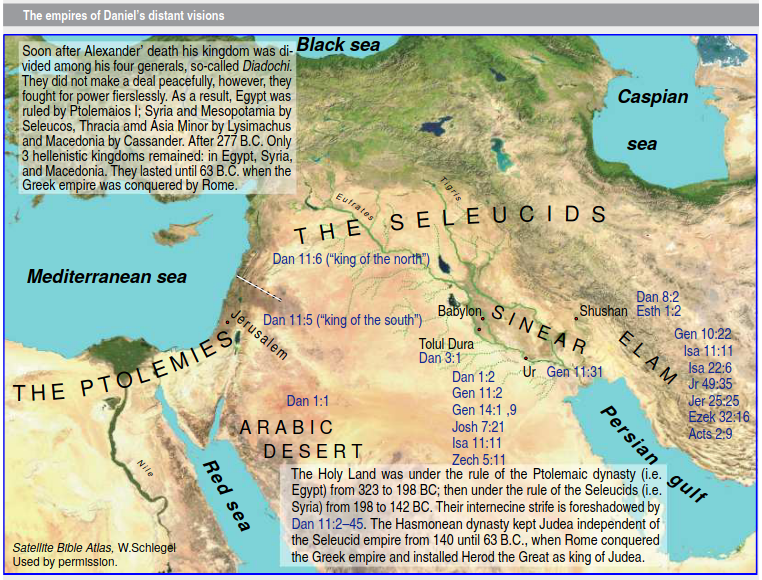 The empires of Daniel's distant visions
Soon after Alexander' death his kingdom was di-
vided among his four generals, so-called Diadochi.
They did not make a deal peacefully, however, they
fought for power fierslessly. As a result, Egypt was
ruled by Ptolemaios I; Syria and Mesopotamia by
Seleucos, Thracia amd Asia Minor by Lysimachus
and Macedonia by Cassander. After 277 B.C. Only
3 hellenistic kingdoms remained: in Egypt, Syria,
and Macedonia. They lasted until 63 B.C. when the
Greek empire was conquered by Rome.
Black sea
Caspian
sea
Eufrates
Tigris
THE SELEUCIDS
Dan 11:6 ("king of the north")
Mediterranean sea
Dan 8:2
Esth 1:2
Babylon
Shushan
SINEAR
Dan 11:5 ("king of the south")
Jerusalem
Tolul Dura
Dan 3:1
ELAM
Gen 10:22
Isa 11:11
Isa 22:6
Jr 49:35
Jer 25:25
Ezek 32:16
Acts 2:9
Ur
Gen 11:31
THE PTOLEMIES
Dan 1:2
Gen 11:2
Gen 14:1 ,9
Josh 7:21
Isa 11:11
Zech 5:11
Dan 1:1
ARABIC
DESERT
Persian gulf
Nile
Red sea
The Holy Land was under the rule of the Ptolemaic dynasty (i.e.
Egypt) from 323 to 198 BC; then under the rule of the Seleucids (i.e.
Syria) from 198 to 142 BC. Their internecine strife is foreshadowed by
Dan 11:2–45. The Hasmonean dynasty kept Judea independent of
the Seleucid empire from 140 until 63 B.C., when Rome conquered
the Greek empire and installed Herod the Great as king of Judea.
Satellite Bible Atlas, W.Schlegel
Used by permission.